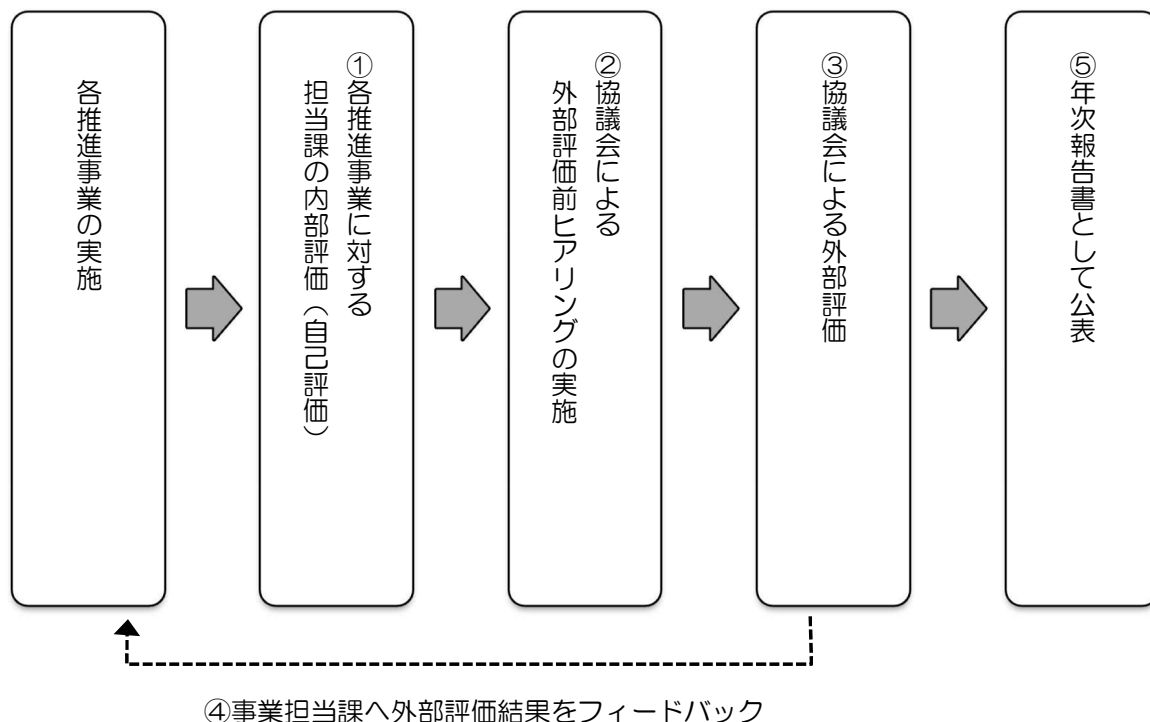 各推進事業の実施
①各推進事業に対する
担当課の内部評価（自己評価）
②協議会による
外部評価前ヒアリングの実施
③協議会による外部評価
⑤年次報告書として公表
④事業担当課へ外部評価結果をフィードバック